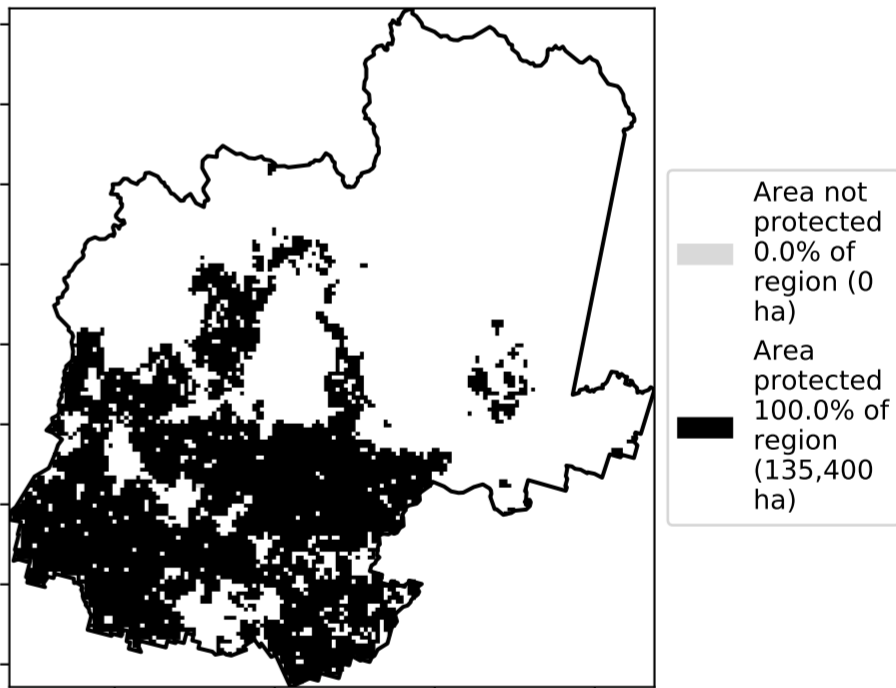 Area not
protected
0.0% of
region (0
ha)
Area
protected
100.0% of
region
(135,400
ha)